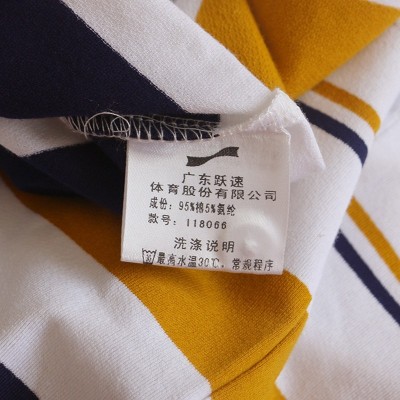 广东跃速
体育股份有限公司
成份：95%棉5%氨纶
款号：118066
洗涤说明
最高水温30℃，常规程序